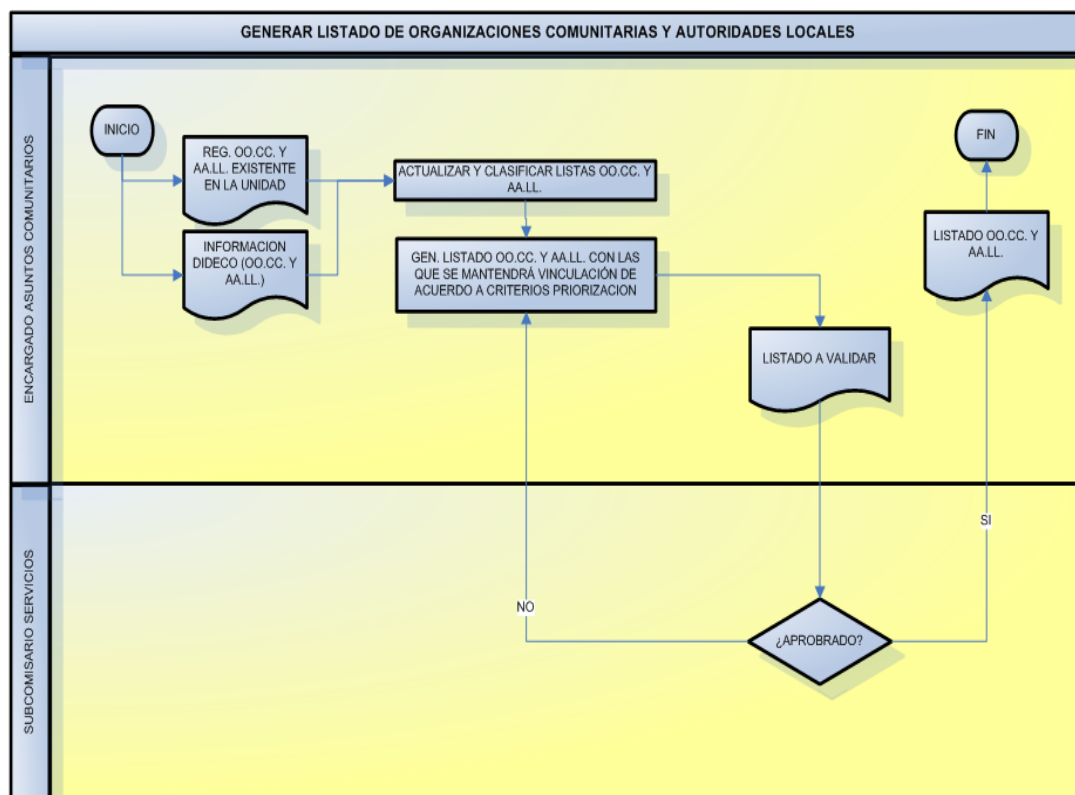 GENERAR LISTADO DE ORGANIZACIONES COMUNITARIAS Y AUTORIDADES LOCALES
ENCARGADO ASUNTOS COMUNITARIOS
INICIO
REG. OO.CC. Y
AA.LL. EXISTENTE
EN LA UNIDAD
INFORMACION
DIDECO (OO.CC. Y
AA.LL.)
ACTUALIZAR Y CLASIFICAR LISTAS OO.CC. Y
AA.LL.
GEN. LISTADO OO.CC. Y AA.LL. CON LAS
QUE SE MANTENDRÁ VINCULACIÓN DE
ACUERDO A CRITERIOS PRIORIZACION
LISTADO A VALIDAR
FIN
LISTADO OO.CC. Y
AA.LL.
SUBCOMISARIO SERVICIOS
NO
¿APROBRADO?
SI